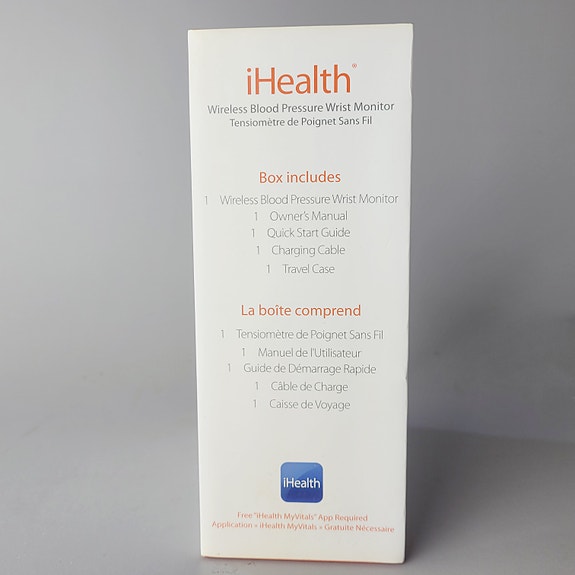 iHealth®
Wireless Blood Pressure Wrist Monitor
Tensiomètre de Poignet Sans Fil
Box includes
1 Wireless Blood Pressure Wrist Monitor
1 Owner's Manual
1 Quick Start Guide
1 Charging Cable
1 Travel Case
La boîte comprend
1 Tensiomètre de Poignet Sans Fil
1 Manuel de l'Utilisateur
1 Guide de Démarrage Rapide
1 Câble de Charge
1 Caisse de Voyage
iHealth
Free "iHealth MyVitals" App Required
Application « iHealth MyVitals » Gratuite Nécessaire